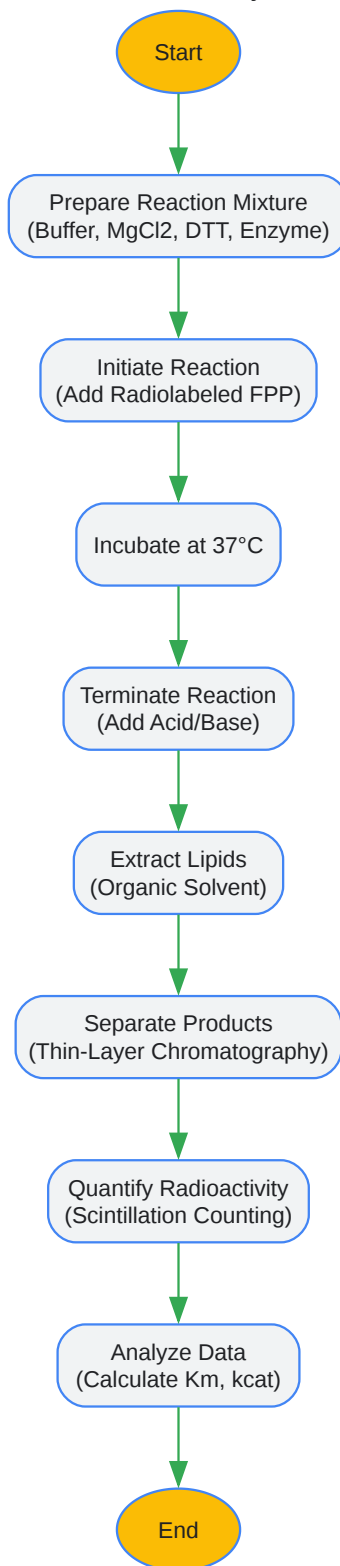 Start
Prepare Reaction Mixture
(Buffer, MgCl2, DTT, Enzyme)
Initiate Reaction
(Add Radiolabeled FPP)
Incubate at 37°C
Terminate Reaction
(Add Acid/Base)
Extract Lipids
(Organic Solvent)
Separate Products
(Thin-Layer Chromatography)
Quantify Radioactivity
(Scintillation Counting)
Analyze Data
(Calculate Km, kcat)
End